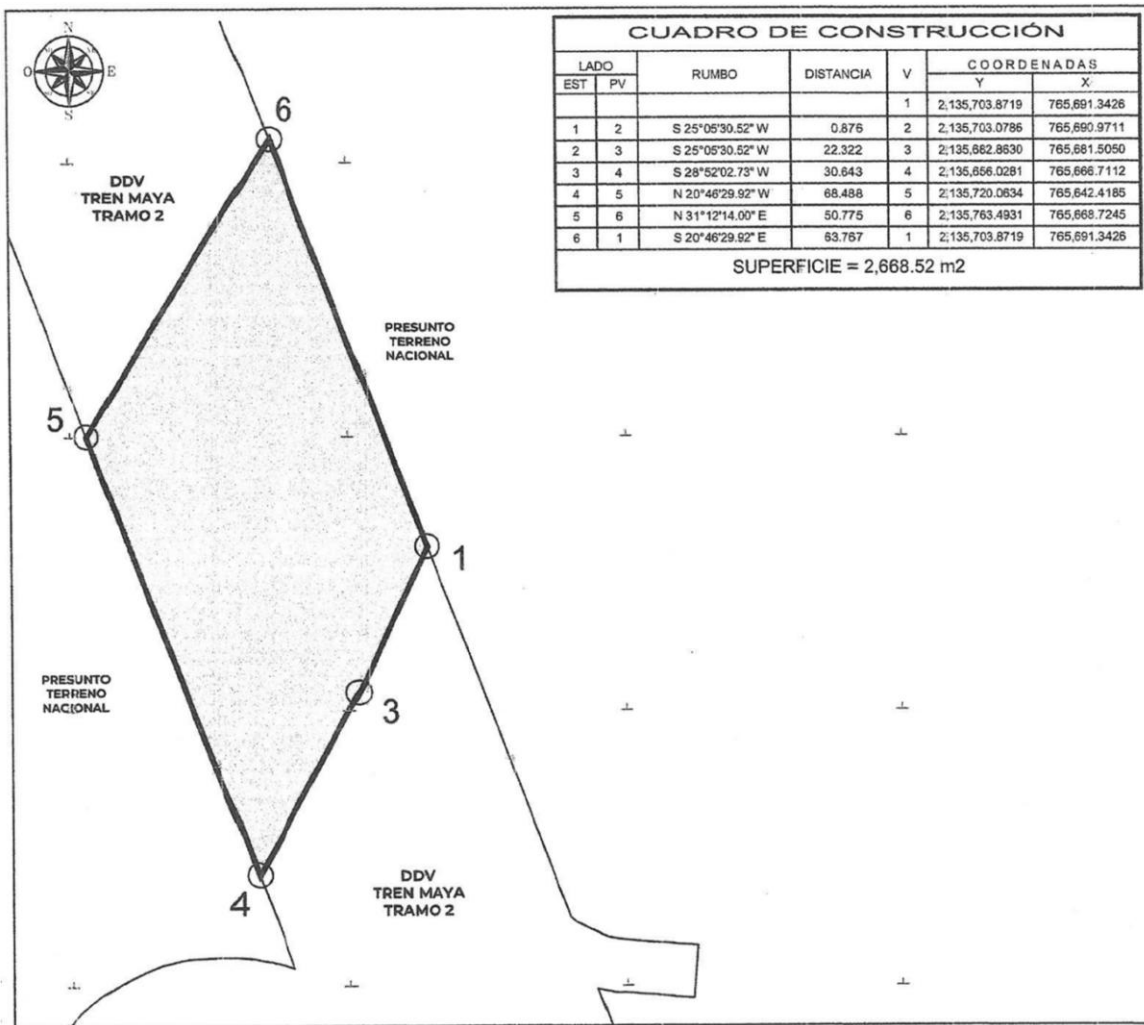 N
O E
S
6
DDV
TREN MAYA
TRAMO 2
PRESUNTO
TERRENO
NACIONAL
5
1
PRESUNTO
TERRENO
NACIONAL
3
4
DDV
TREN MAYA
TRAMO 2
CUADRO DE CONSTRUCCIÓN
LADO RUMBO DISTANCIA V COORDENADAS
EST PV Y X
1 2,135,703.8719 765,691.3426
1 2 S 25°05'30.52" W 0.876 2 2,135,703.0786 765,690.9711
2 3 S 25°05'30.52" W 22.322 3 2,135,682.8630 765,681.5050
3 4 S 28°52'02.73" W 30.643 4 2,135,656.0281 765,666.7112
4 5 N 20°46'29.92" W 68.488 5 2,135,720.0634 765,642.4185
5 6 N 31°12'14.00" E 50.775 6 2,135,763.4931 765,668.7245
6 1 S 20°46'29.92" E 63.767 1 2,135,703.8719 765,691.3426
SUPERFICIE = 2,668.52 m2